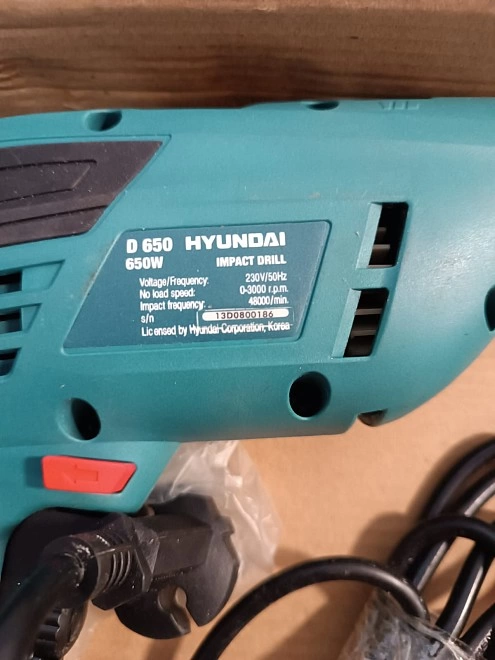 D 650 HYUNDAI
650W IMPACT DRILL
Voltage/Frequency: 230V/50Hz
No load speed: 0-3000 r.p.m.
Impact frequency: 48000/min.
s/n 13D0800186
Licensed by Hyundai Corporation, Korea